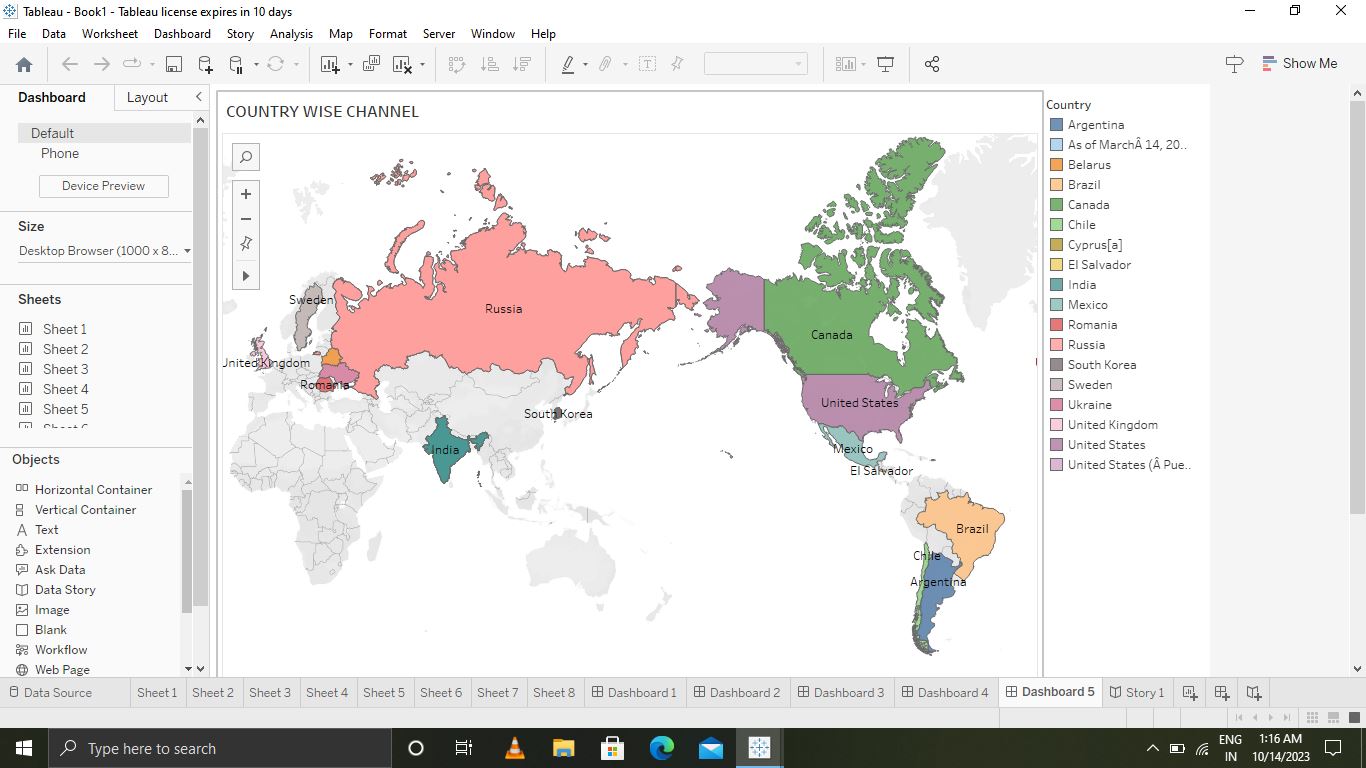 Tableau - Book1 - Tableau license expires in 10 days
File Data Worksheet Dashboard Story Analysis Map Format Server Window Help
Show Me
Dashboard Layout
Default
Phone
Device Preview
Size
Desktop Browser (1000 x 8...
Sheets
Sheet 1
Sheet 2
Sheet 3
Sheet 4
Sheet 5
Objects
Horizontal Container
Vertical Container
Text
Extension
Ask Data
Data Story
Image
Blank
Workflow
Web Page
COUNTRY WISE CHANNEL
Sweden
Russia
United Kingdom
Romania
South Korea
India
Canada
United States
Mexico
El Salvador
Brazil
Chile
Argentina
Country
Argentina
As of MarchÂ 14, 20..
Belarus
Brazil
Canada
Chile
Cyprus[a]
El Salvador
India
Mexico
Romania
Russia
South Korea
Sweden
Ukraine
United Kingdom
United States
United States (Â Pue..
Data Source Sheet 1 Sheet 2 Sheet 3 Sheet 4 Sheet 5 Sheet 6 Sheet 7 Sheet 8 Dashboard 1 Dashboard 2 Dashboard 3 Dashboard 4 Dashboard 5 Story 1
Type here to search
ENG
IN
1:16 AM
10/14/2023